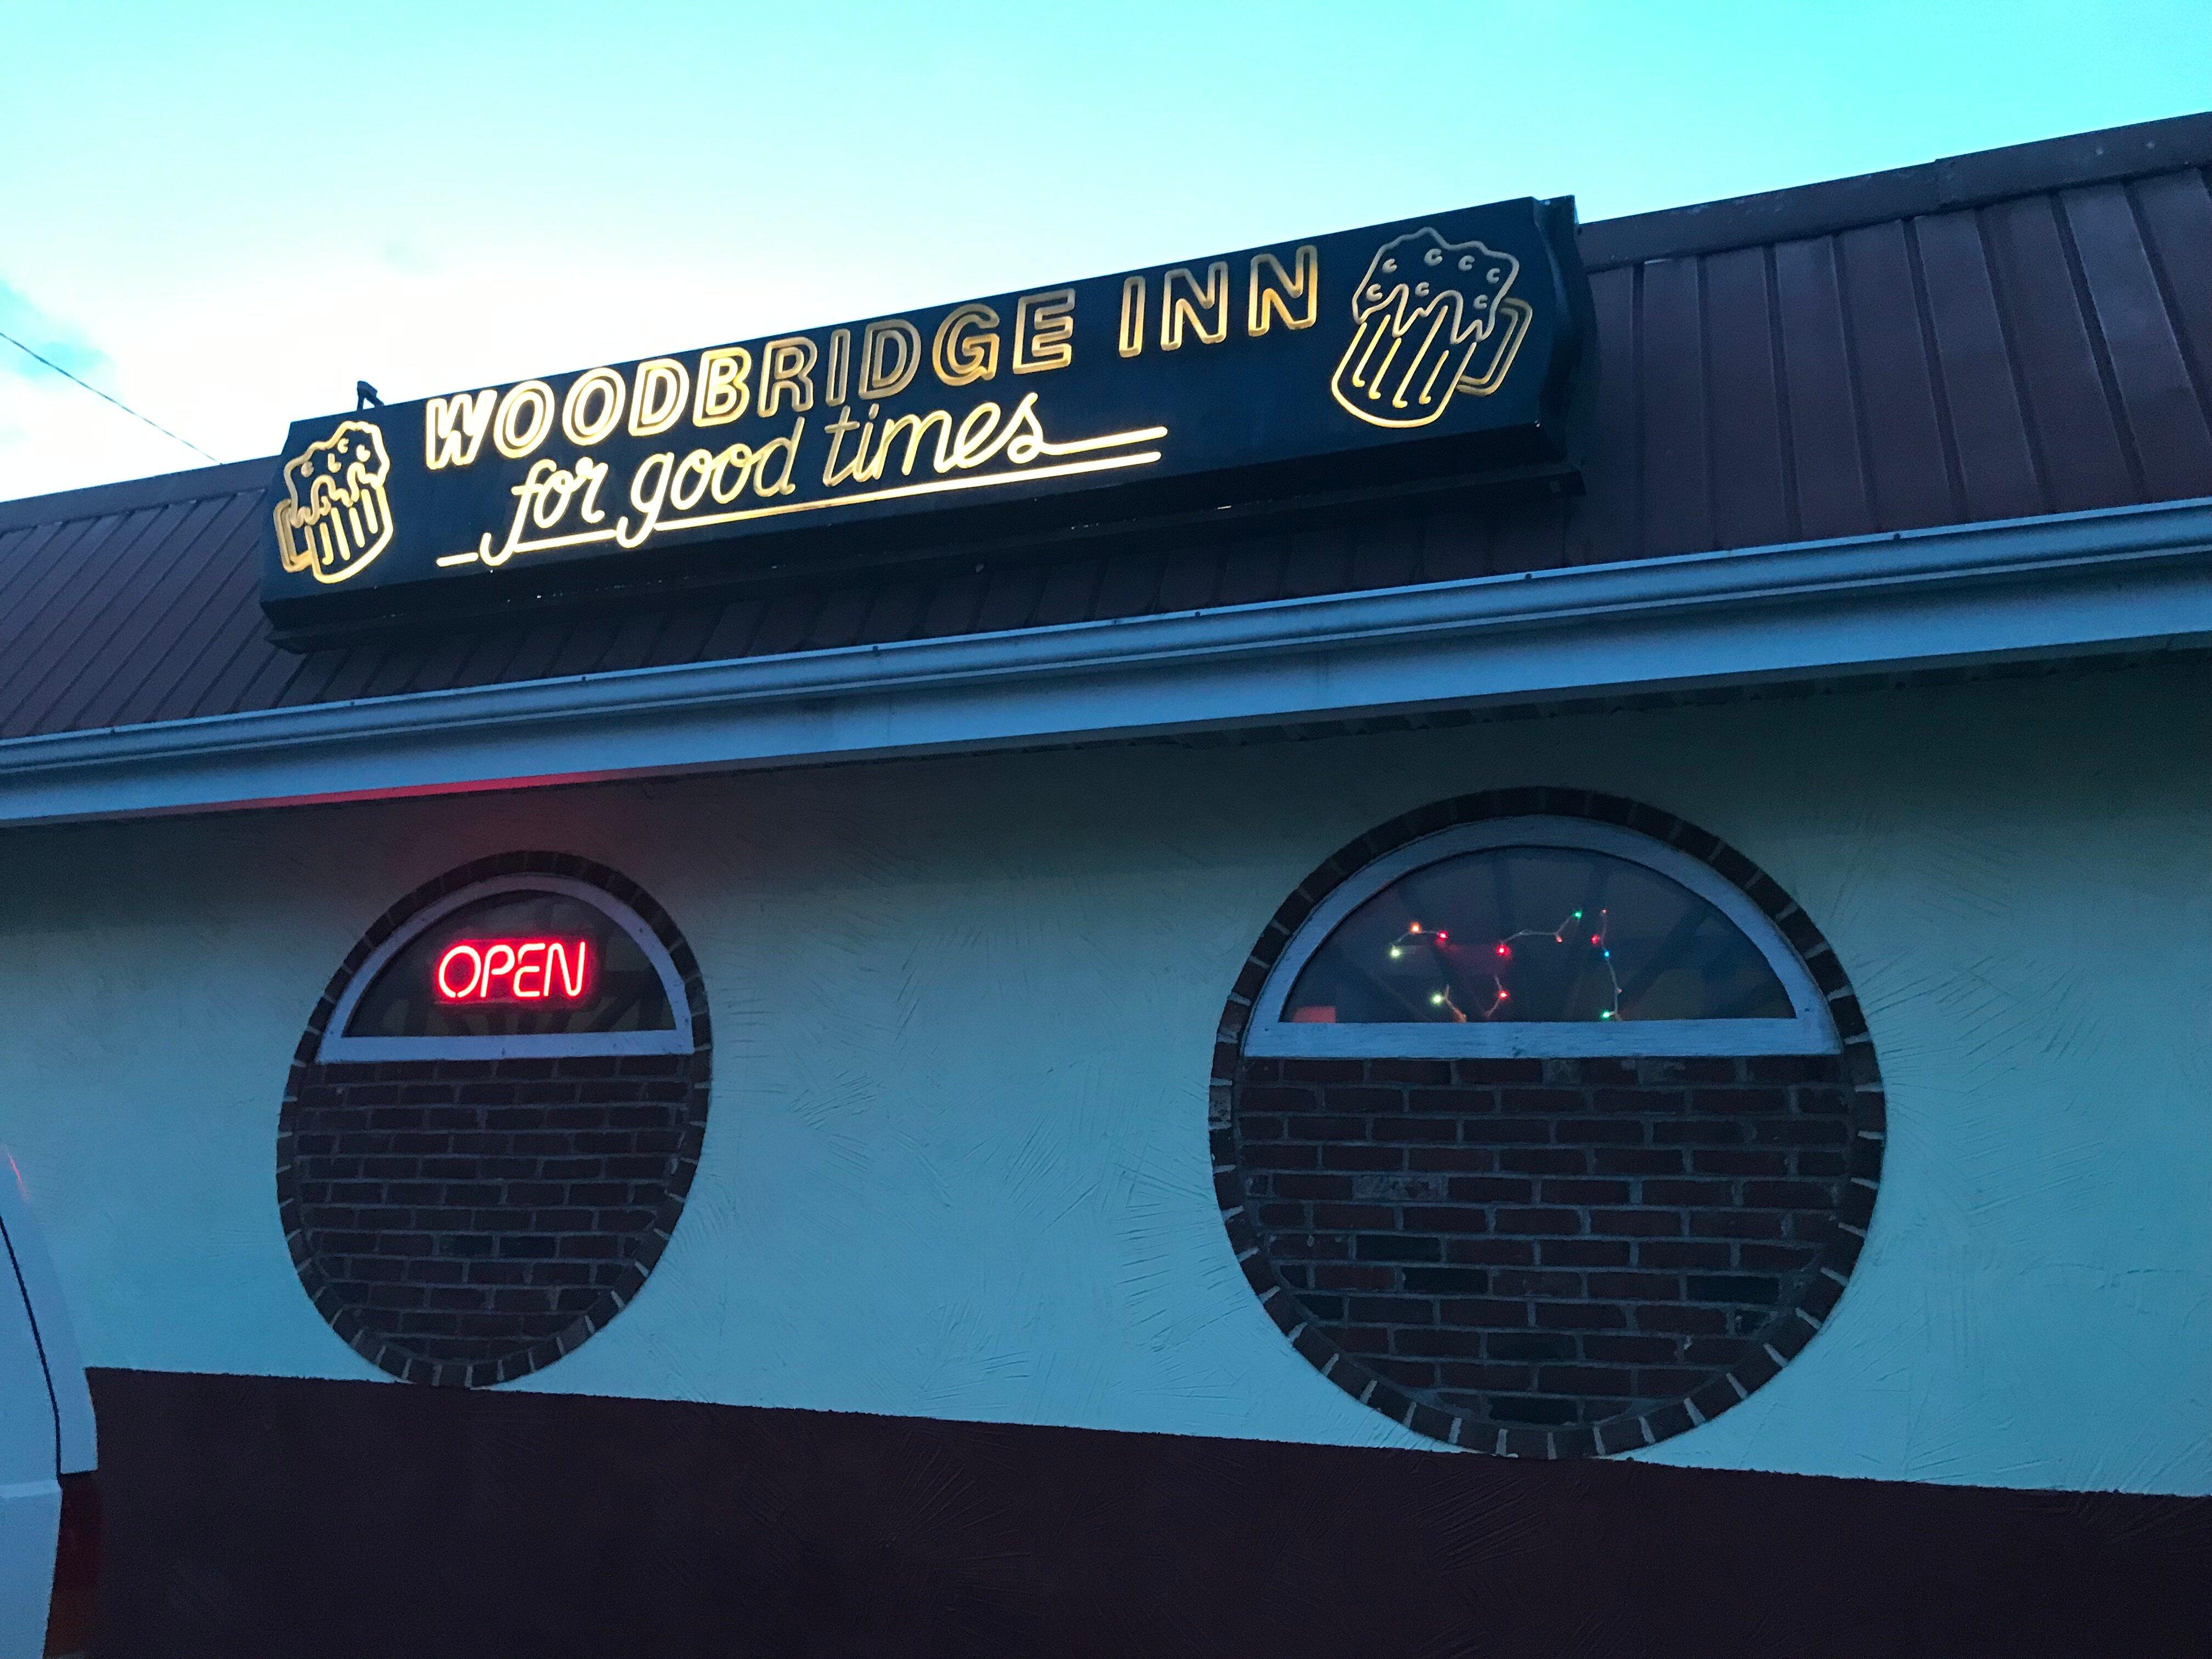 WOODBRIDGE INN
for good times
OPEN